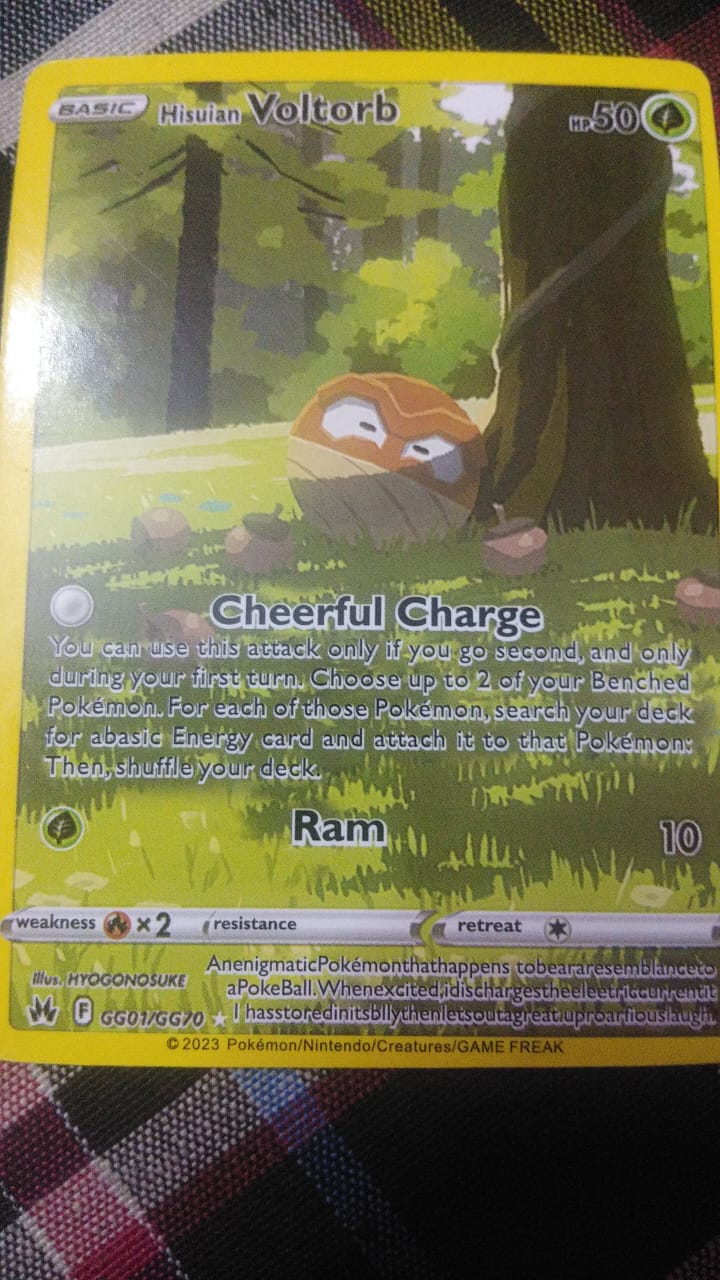 BASIC Hisuian Voltorb HP50
Cheerful Charge
You can use this attack only if you go second, and only
during your first turn. Choose up to 2 of your Benched
Pokémon. For each of those Pokémon, search your deck
for abasic Energy card and attach it to that Pokémon:
Then, shuffle your deck.
Ram 10
weakness ×2 resistance retreat
AnenigmaticPokémonthathappens tobeararesemblanceto
Illus. HYOGONOSUKE aPokeBall.Whenexcited,idischargestheeleetriccurrentit
F GG01/GG70 ★ I hasstoredinitsbllythenletsoutagreat.uproarfiouslaugh
©2023 Pokémon/Nintendo/Creatures/GAME FREAK